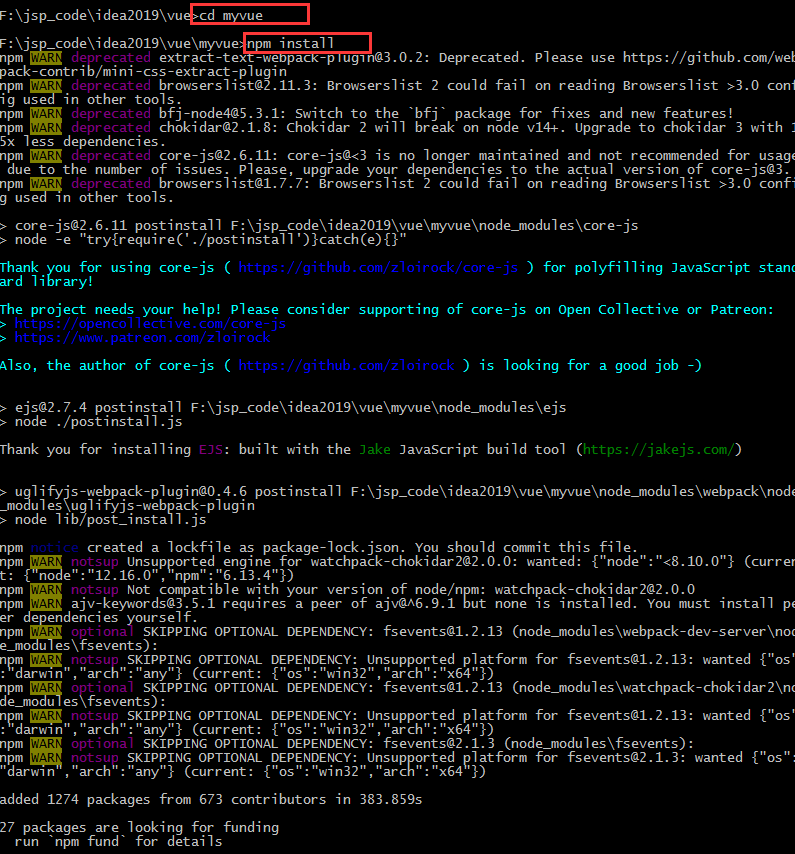 F:\jsp_code\idea2019\vue>cd myvue
F:\jsp_code\idea2019\vue\myvue>npm install
npm WARN deprecated extract-text-webpack-plugin@3.0.2: Deprecated. Please use https://github.com/web
pack-contrib/mini-css-extract-plugin
npm WARN deprecated browserslist@2.11.3: Browserslist 2 could fail on reading Browserslist >3.0 conf
ig used in other tools.
npm WARN deprecated bfj-node4@5.3.1: Switch to the `bfj` package for fixes and new features!
npm WARN deprecated chokidar@2.1.8: Chokidar 2 will break on node v14+. Upgrade to chokidar 3 with 1
5x less dependencies.
npm WARN deprecated core-js@2.6.11: core-js@<3 is no longer maintained and not recommended for usage
 due to the number of issues. Please, upgrade your dependencies to the actual version of core-js@3.
npm WARN deprecated browserslist@1.7.7: Browserslist 2 could fail on reading Browserslist >3.0 confi
g used in other tools.
> core-js@2.6.11 postinstall F:\jsp_code\idea2019\vue\myvue\node_modules\core-js
> node -e "try{require('./postinstall')}catch(e){}"
Thank you for using core-js ( https://github.com/zloirock/core-js ) for polyfilling JavaScript stand
ard library!
The project needs your help! Please consider supporting of core-js on Open Collective or Patreon:
> https://opencollective.com/core-js
> https://www.patreon.com/zloirock
Also, the author of core-js ( https://github.com/zloirock ) is looking for a good job -)
> ejs@2.7.4 postinstall F:\jsp_code\idea2019\vue\myvue\node_modules\ejs
> node ./postinstall.js
Thank you for installing EJS: built with the Jake JavaScript build tool (https://jakejs.com/)
> uglifyjs-webpack-plugin@0.4.6 postinstall F:\jsp_code\idea2019\vue\myvue\node_modules\webpack\node
_modules\uglifyjs-webpack-plugin
> node lib/post_install.js
npm notice created a lockfile as package-lock.json. You should commit this file.
npm WARN notsup Unsupported engine for watchpack-chokidar2@2.0.0: wanted: {"node":"<8.10.0"} (curren
t: {"node":"12.16.0","npm":"6.13.4"})
npm WARN notsup Not compatible with your version of node/npm: watchpack-chokidar2@2.0.0
npm WARN ajv-keywords@3.5.1 requires a peer of ajv@^6.9.1 but none is installed. You must install pe
er dependencies yourself.
npm WARN optional SKIPPING OPTIONAL DEPENDENCY: fsevents@1.2.13 (node_modules\webpack-dev-server\nod
e_modules\fsevents):
npm WARN notsup SKIPPING OPTIONAL DEPENDENCY: Unsupported platform for fsevents@1.2.13: wanted {"os"
:"darwin","arch":"any"} (current: {"os":"win32","arch":"x64"})
npm WARN optional SKIPPING OPTIONAL DEPENDENCY: fsevents@1.2.13 (node_modules\watchpack-chokidar2\no
de_modules\fsevents):
npm WARN notsup SKIPPING OPTIONAL DEPENDENCY: Unsupported platform for fsevents@1.2.13: wanted {"os"
:"darwin","arch":"any"} (current: {"os":"win32","arch":"x64"})
npm WARN optional SKIPPING OPTIONAL DEPENDENCY: fsevents@2.1.3 (node_modules\fsevents):
npm WARN notsup SKIPPING OPTIONAL DEPENDENCY: Unsupported platform for fsevents@2.1.3: wanted {"os":
"darwin","arch":"any"} (current: {"os":"win32","arch":"x64"})
added 1274 packages from 673 contributors in 383.859s
27 packages are looking for funding
  run `npm fund` for details